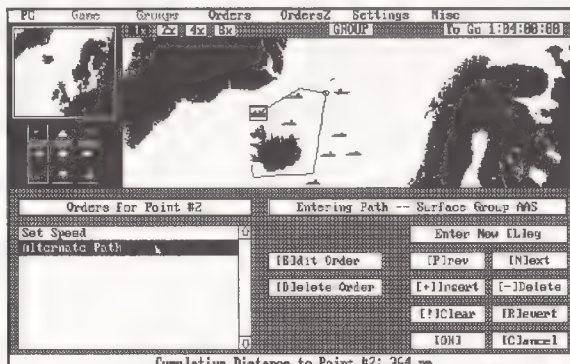 PC Game Groups Orders Orders2 Settings Misc
1x 2x 4x 8x GROUP To Go 1:04:00:00
Orders for Point #2
Entering Path -- Surface Group AAS
Set Speed
Alternate Path
Enter New [L]eg
[E]dit Order
[P]rev [N]ext
[D]elete Order
[+]Insert [-]Delete
[!]Clear [R]evert
[OK] [C]ancel
Cumulative Distance to Point #2: 364 nm